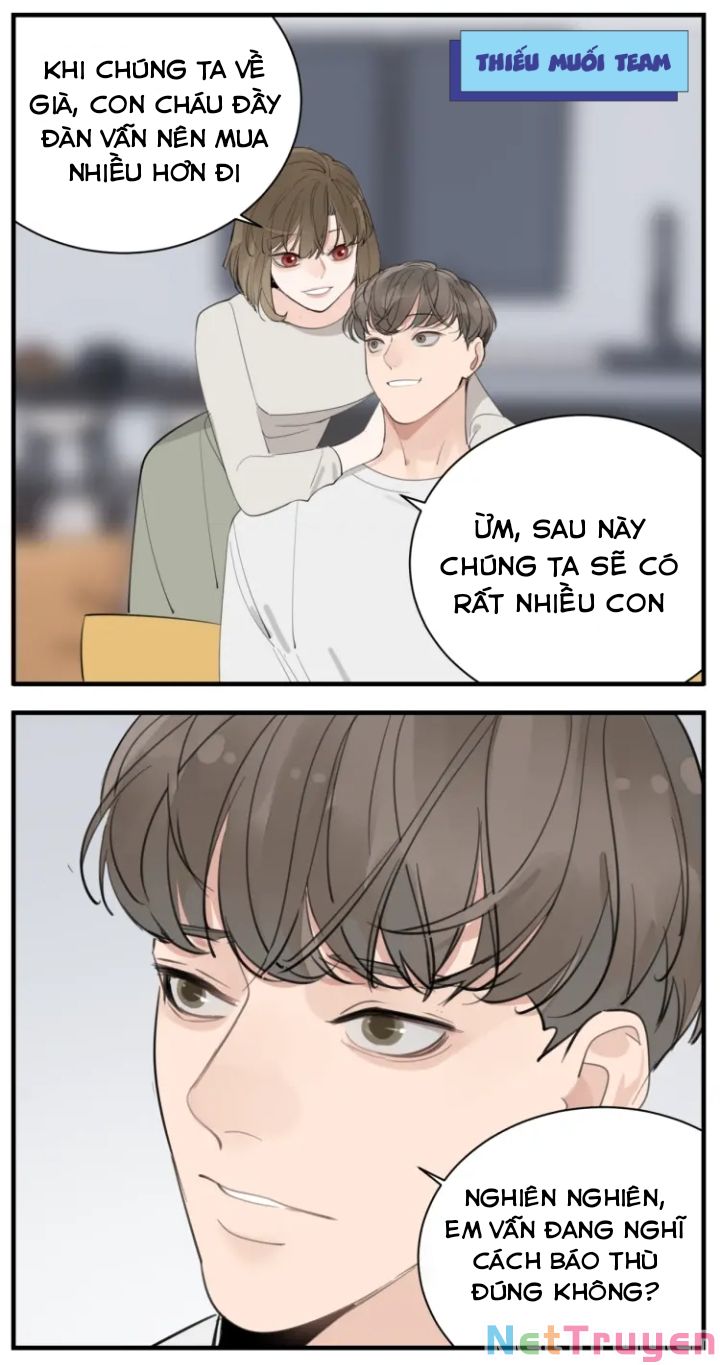 THIẾU MUỐI TEAM
KHI CHÚNG TA VỀ
GIÀ, CON CHÁU ĐẦY
ĐÀN VẪN NÊN MUA
NHIỀU HƠN ĐI
ỪM, SAU NÀY
CHÚNG TA SẼ CÓ
RẤT NHIỀU CON
NGHIÊN NGHIÊN,
EM VẪN ĐANG NGHĨ
CÁCH BÁO THÙ
ĐÚNG KHÔNG?
NETTRUYEN